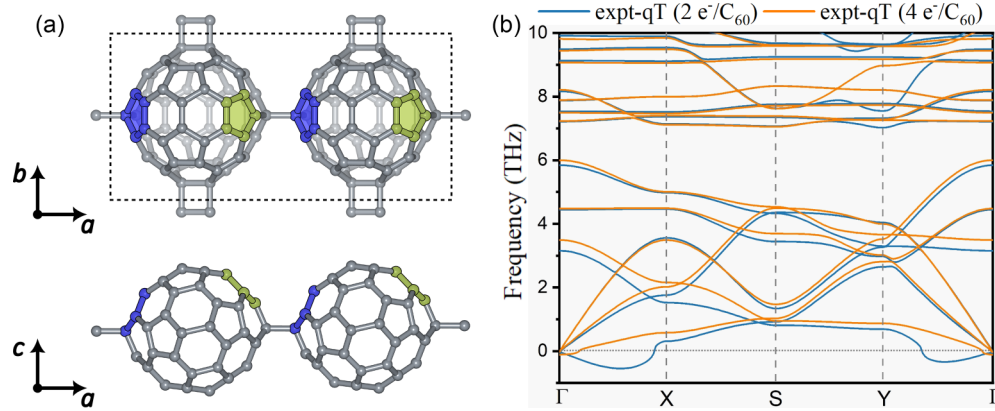 (a)
b
a
c
a
(b)
expt-qT (2 e⁻/C₆₀) expt-qT (4 e⁻/C₆₀)
Frequency (THz)
10
8
6
4
2
0
Γ X S Y Γ